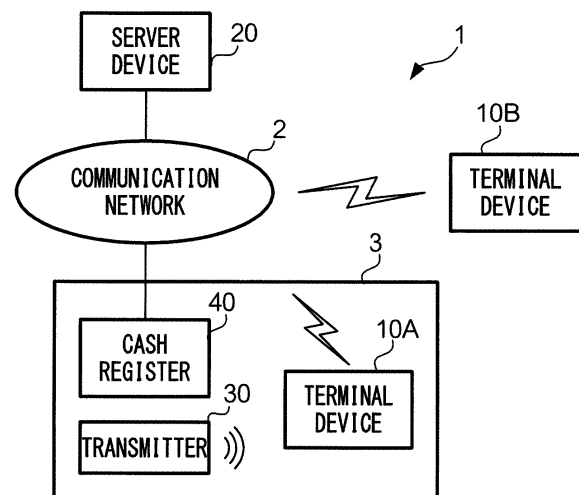 SERVER
DEVICE
20
1
2
COMMUNICATION
NETWORK
10B
TERMINAL
DEVICE
3
40
CASH
REGISTER
10A
TERMINAL
DEVICE
30
TRANSMITTER